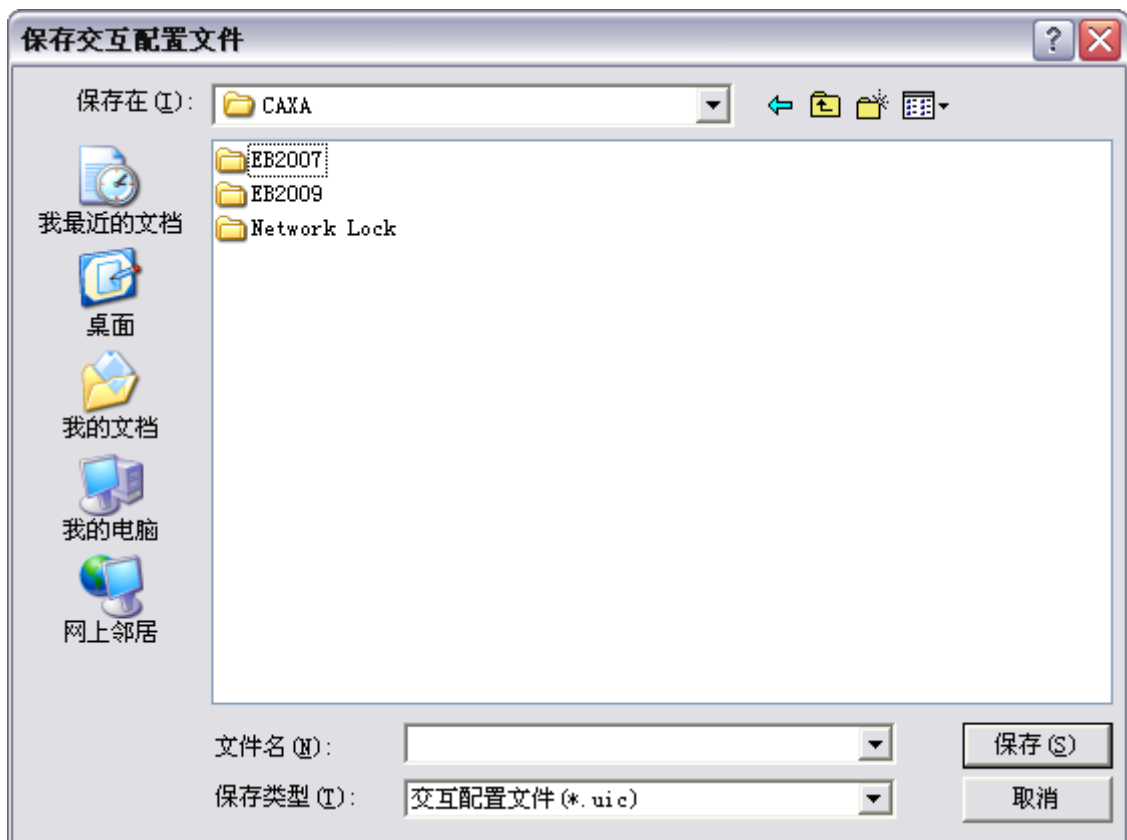 保存交互配置文件
保存在(I):
CAXA
EB2007
EB2009
Network Lock
我最近的文档
桌面
我的文档
我的电脑
网上邻居
文件名(N):
保存(S)
保存类型(T):
交互配置文件(*.uic)
取消